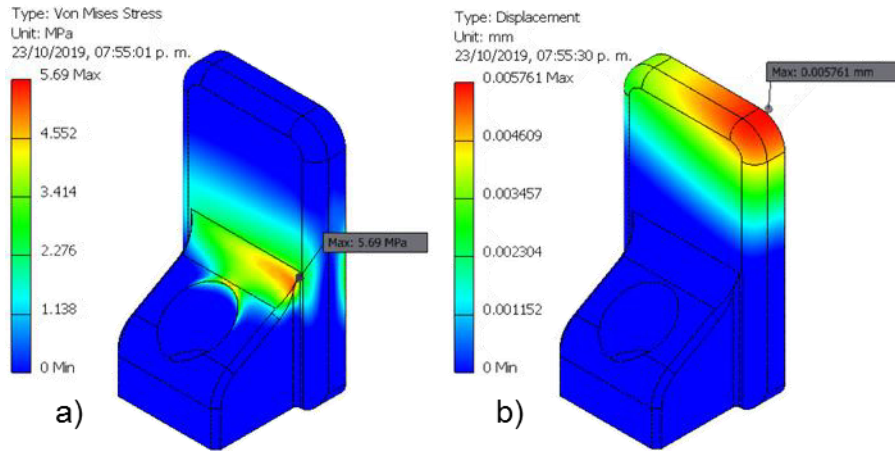 Type: Von Mises Stress
Unit: MPa
23/10/2019, 07:55:01 p. m.
5.69 Max
4.552
3.414
2.276
1.138
0 Min
Max: 5.69 MPa
a)
Type: Displacement
Unit: mm
23/10/2019, 07:55:30 p. m.
0.005761 Max
0.004609
0.003457
0.002304
0.001152
0 Min
Max: 0.005761 mm
b)